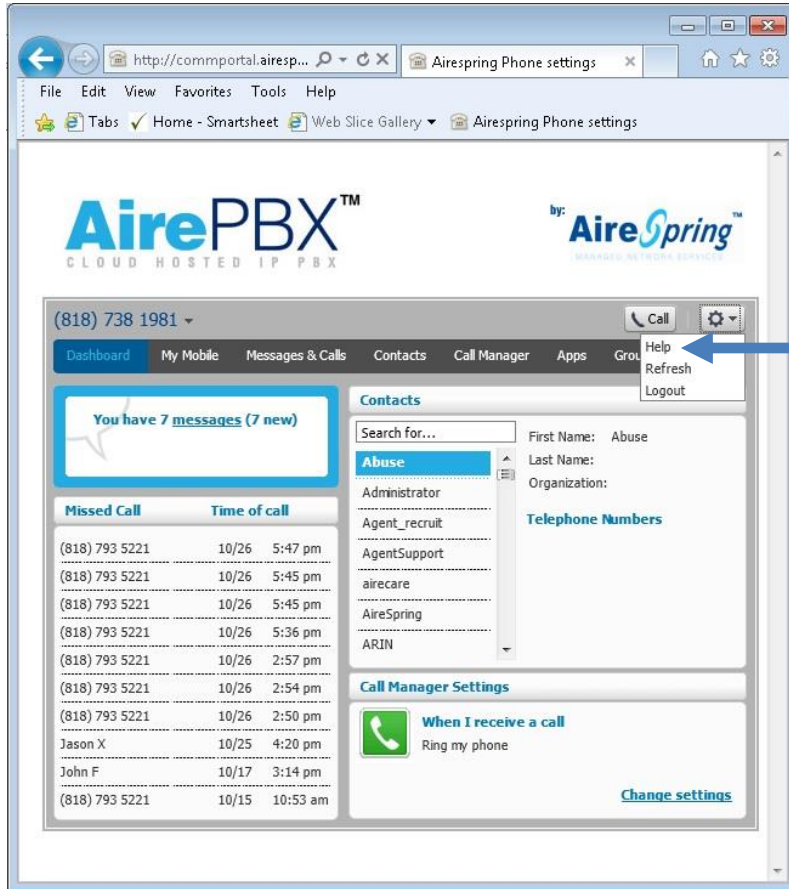 http://commportal.airesp...
Airespring Phone settings
File Edit View Favorites Tools Help
Tabs Home - Smartsheet Web Slice Gallery Airespring Phone settings
AirePBX™
CLOUD HOSTED IP PBX
by:
AireSpring™
MANAGED NETWORK SERVICES
(818) 738 1981
Call
Dashboard My Mobile Messages & Calls Contacts Call Manager Apps Grou
Help
Refresh
Logout
You have 7 messages (7 new)
Missed Call Time of call
(818) 793 5221 10/26 5:47 pm
(818) 793 5221 10/26 5:45 pm
(818) 793 5221 10/26 5:45 pm
(818) 793 5221 10/26 5:36 pm
(818) 793 5221 10/26 2:57 pm
(818) 793 5221 10/26 2:54 pm
(818) 793 5221 10/26 2:50 pm
Jason X 10/25 4:20 pm
John F 10/17 3:14 pm
(818) 793 5221 10/15 10:53 am
Contacts
Search for...
Abuse
Administrator
Agent_recruit
AgentSupport
airecare
AireSpring
ARIN
First Name: Abuse
Last Name:
Organization:
Telephone Numbers
Call Manager Settings
When I receive a call
Ring my phone
Change settings